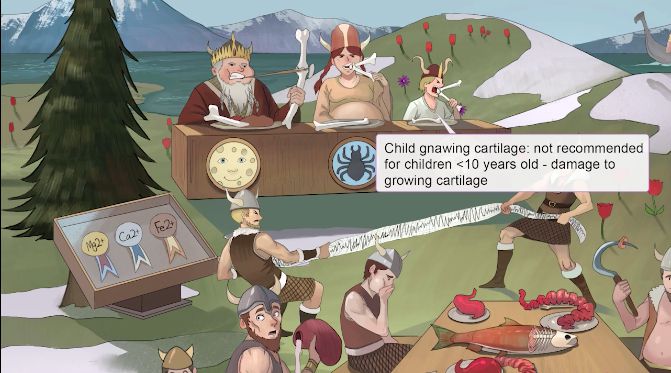 Child gnawing cartilage: not recommended
for children <10 years old - damage to
growing cartilage
Mg2+
Ca2+
Fe2+